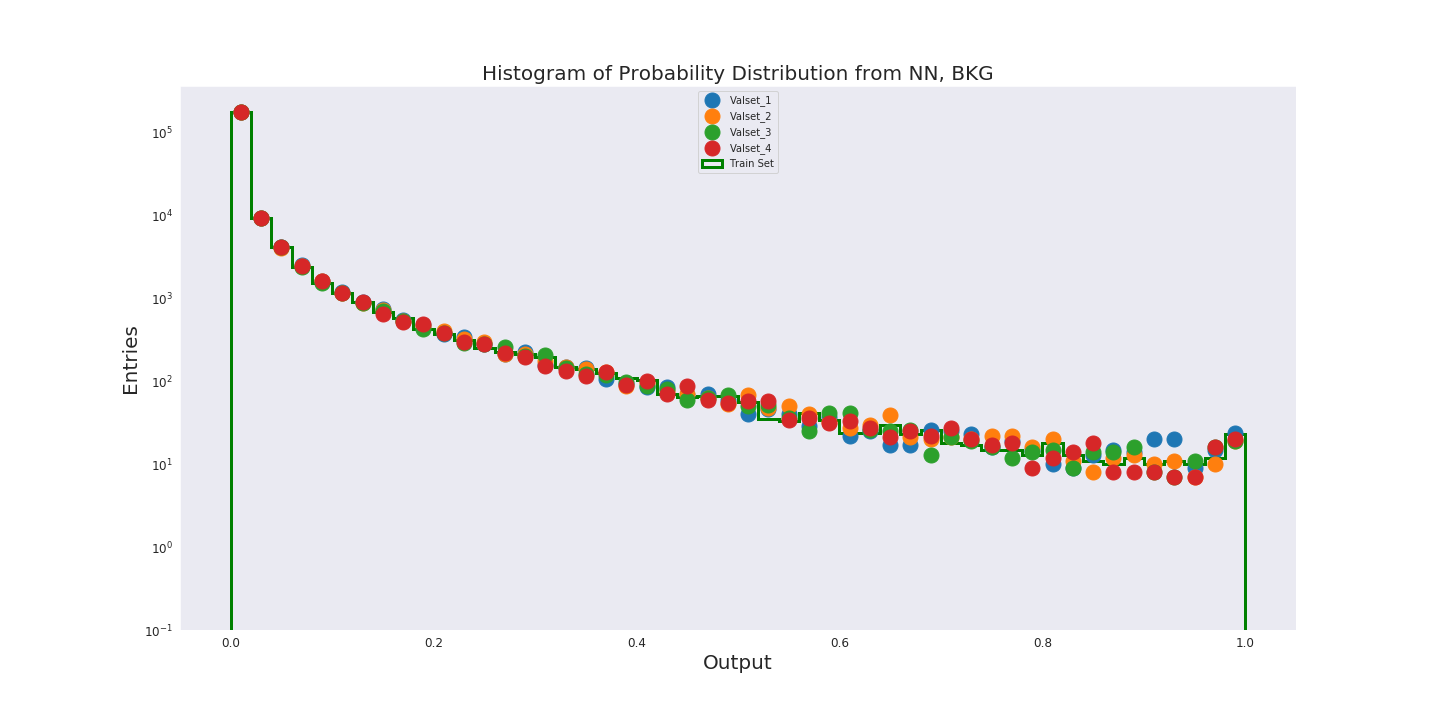 Histogram of Probability Distribution from NN, BKG
Valset_1
Valset_2
Valset_3
Valset_4
Train Set
Entries
10^5
10^4
10^3
10^2
10^1
10^0
10^−1
0.0 0.2 0.4 0.6 0.8 1.0
Output